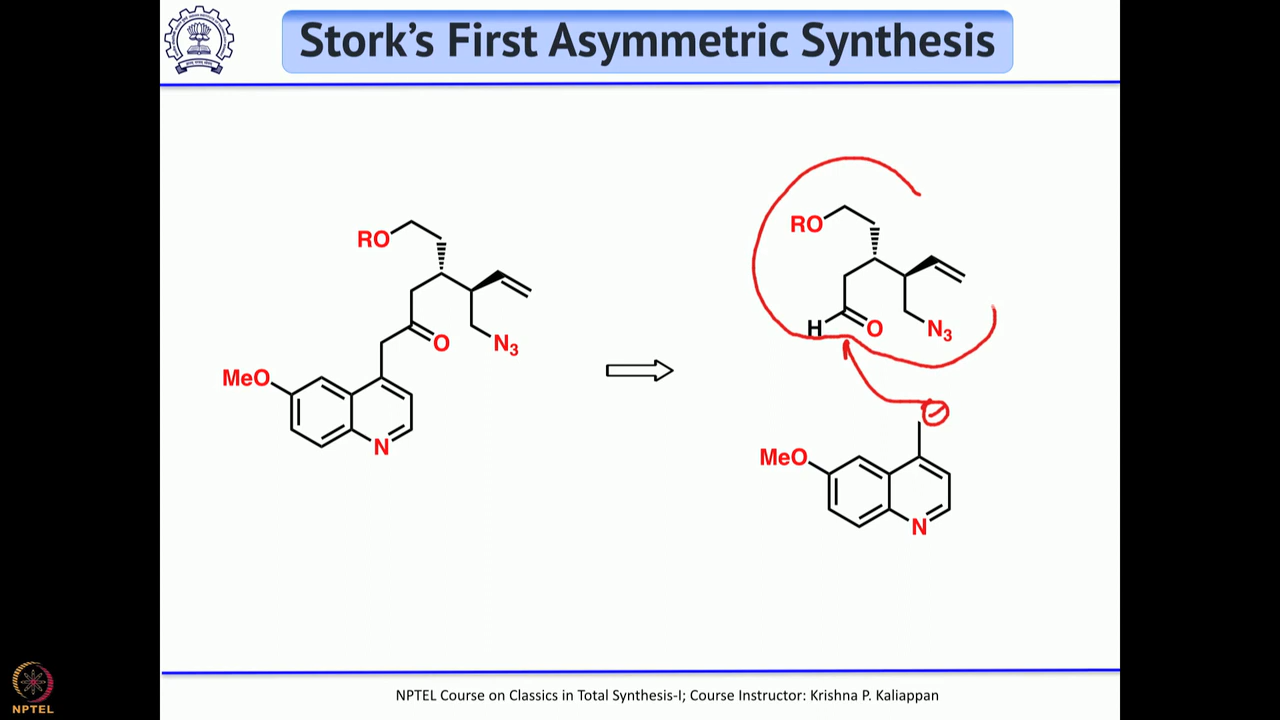 Stork's First Asymmetric Synthesis
RO
O
N3
MeO
N
RO
H
O
N3
MeO
N
NPTEL Course on Classics in Total Synthesis-I; Course Instructor: Krishna P. Kaliappan
NPTEL